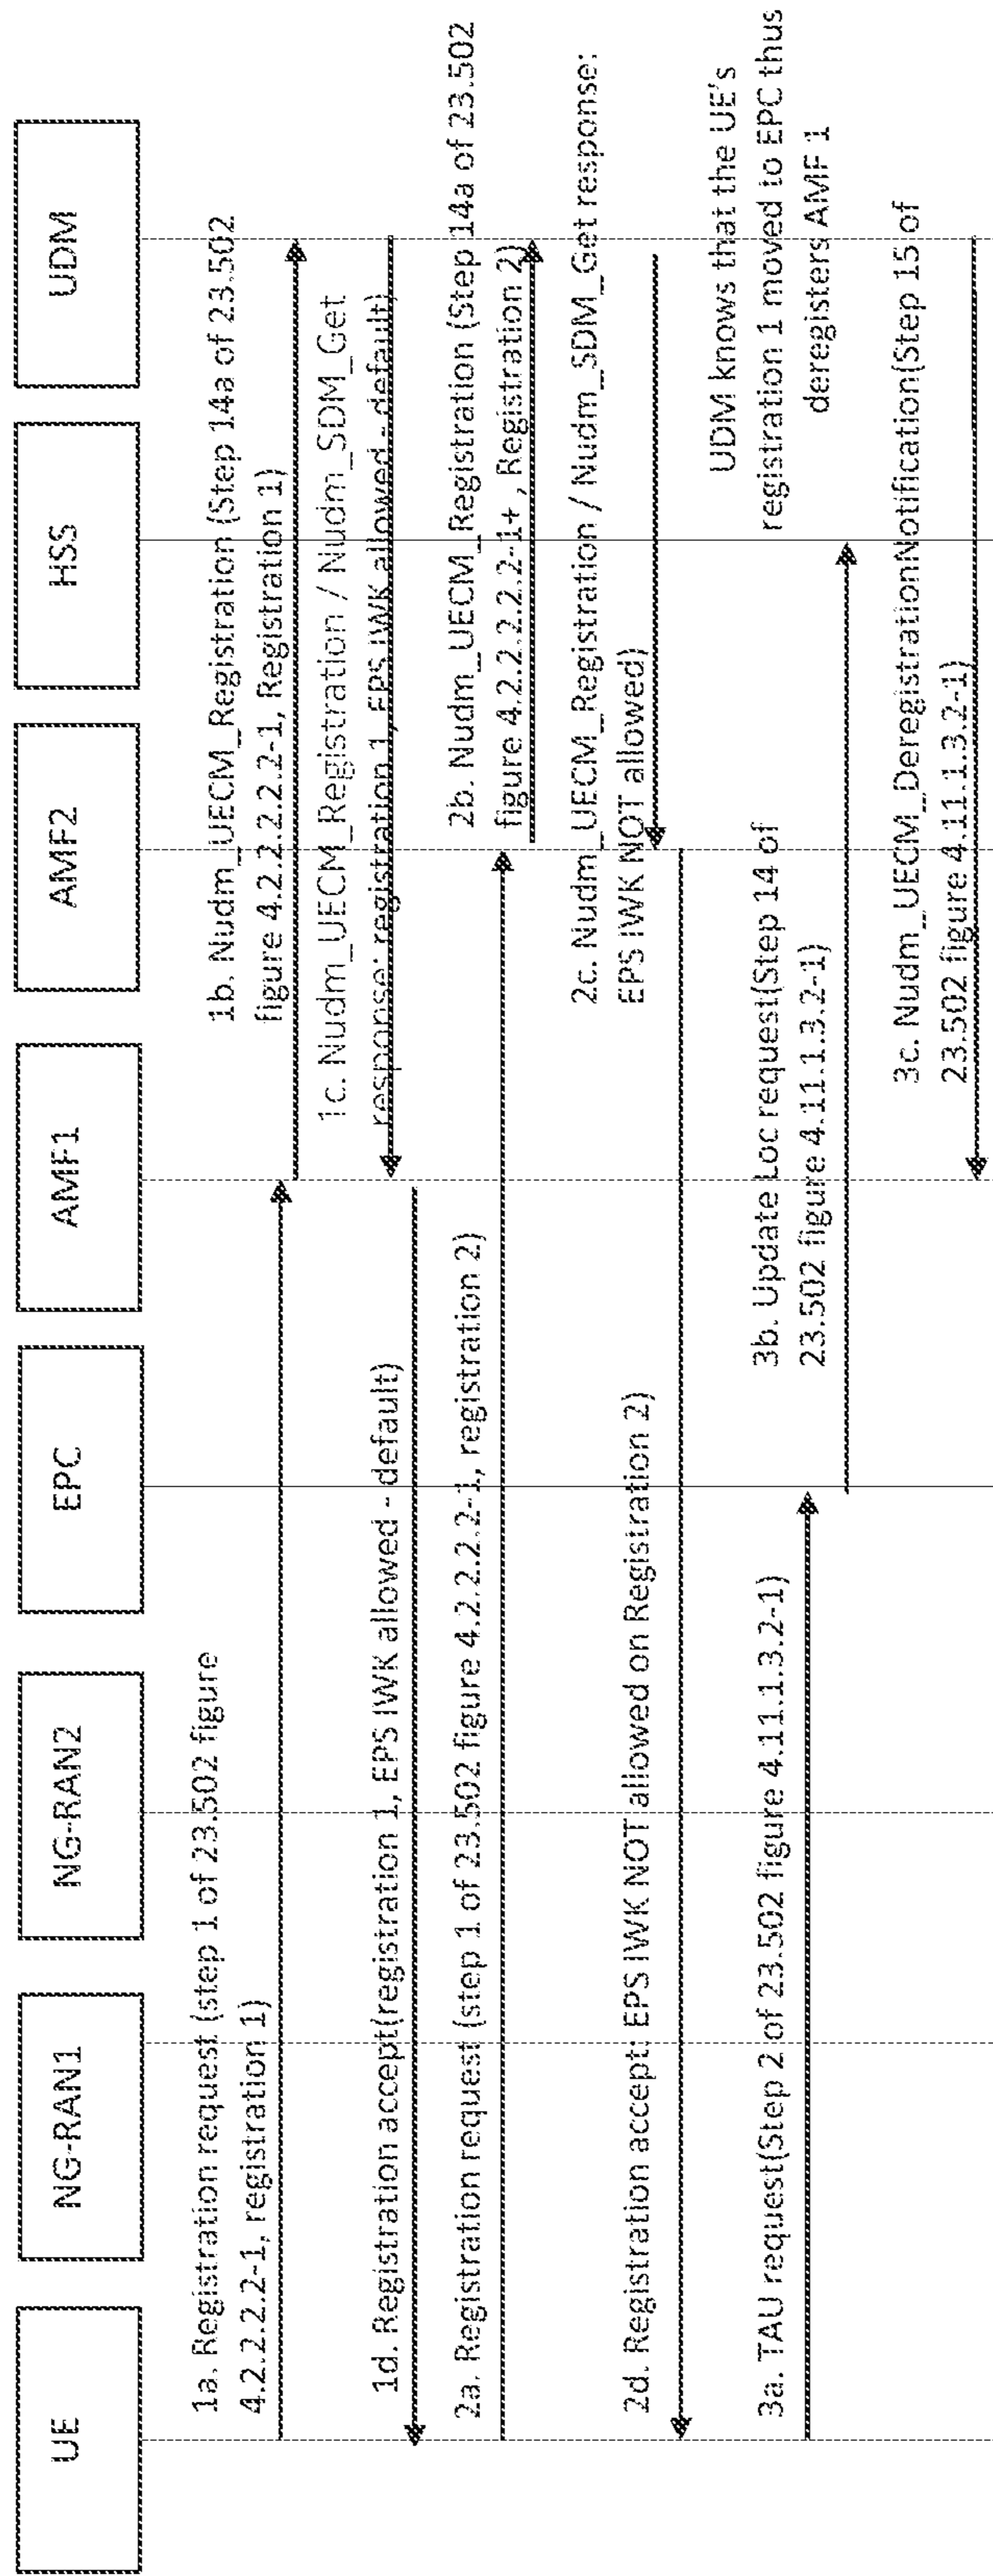 UE
NG-RAN1
NG-RAN2
EPC
AMF1
AMF2
HSS
UDM
1a. Registration request (step 1 of 23.502 figure
4.2.2.2.2-1, registration 1)
1b. Nudm_UECM_Registration (Step 14a of 23.502
figure 4.2.2.2.2-1, Registration 1)
1c. Nudm_UECM_Registration / Nudm_SDM_Get
response: registration 1, EPS IWK allowed - default)
1d. Registration accept(registration 1, EPS IWK allowed - default)
2a. Registration request (step 1 of 23.502 figure 4.2.2.2.2-1, registration 2)
2b. Nudm_UECM_Registration (Step 14a of 23.502
figure 4.2.2.2.2-1+, Registration 2)
2c. Nudm_UECM_Registration / Nudm_SDM_Get response:
EPS IWK NOT allowed)
2d. Registration accept: EPS IWK NOT allowed on Registration 2)
UDM knows that the UE's
registration 1 moved to EPC thus
deregisters AMF 1
3a. TAU request(Step 2 of 23.502 figure 4.11.1.3.2-1)
3b. Update Loc request(Step 14 of
23.502 figure 4.11.1.3.2-1)
3c. Nudm_UECM_DeregistrationNotification(Step 15 of
23.502 figure 4.11.1.3.2-1)